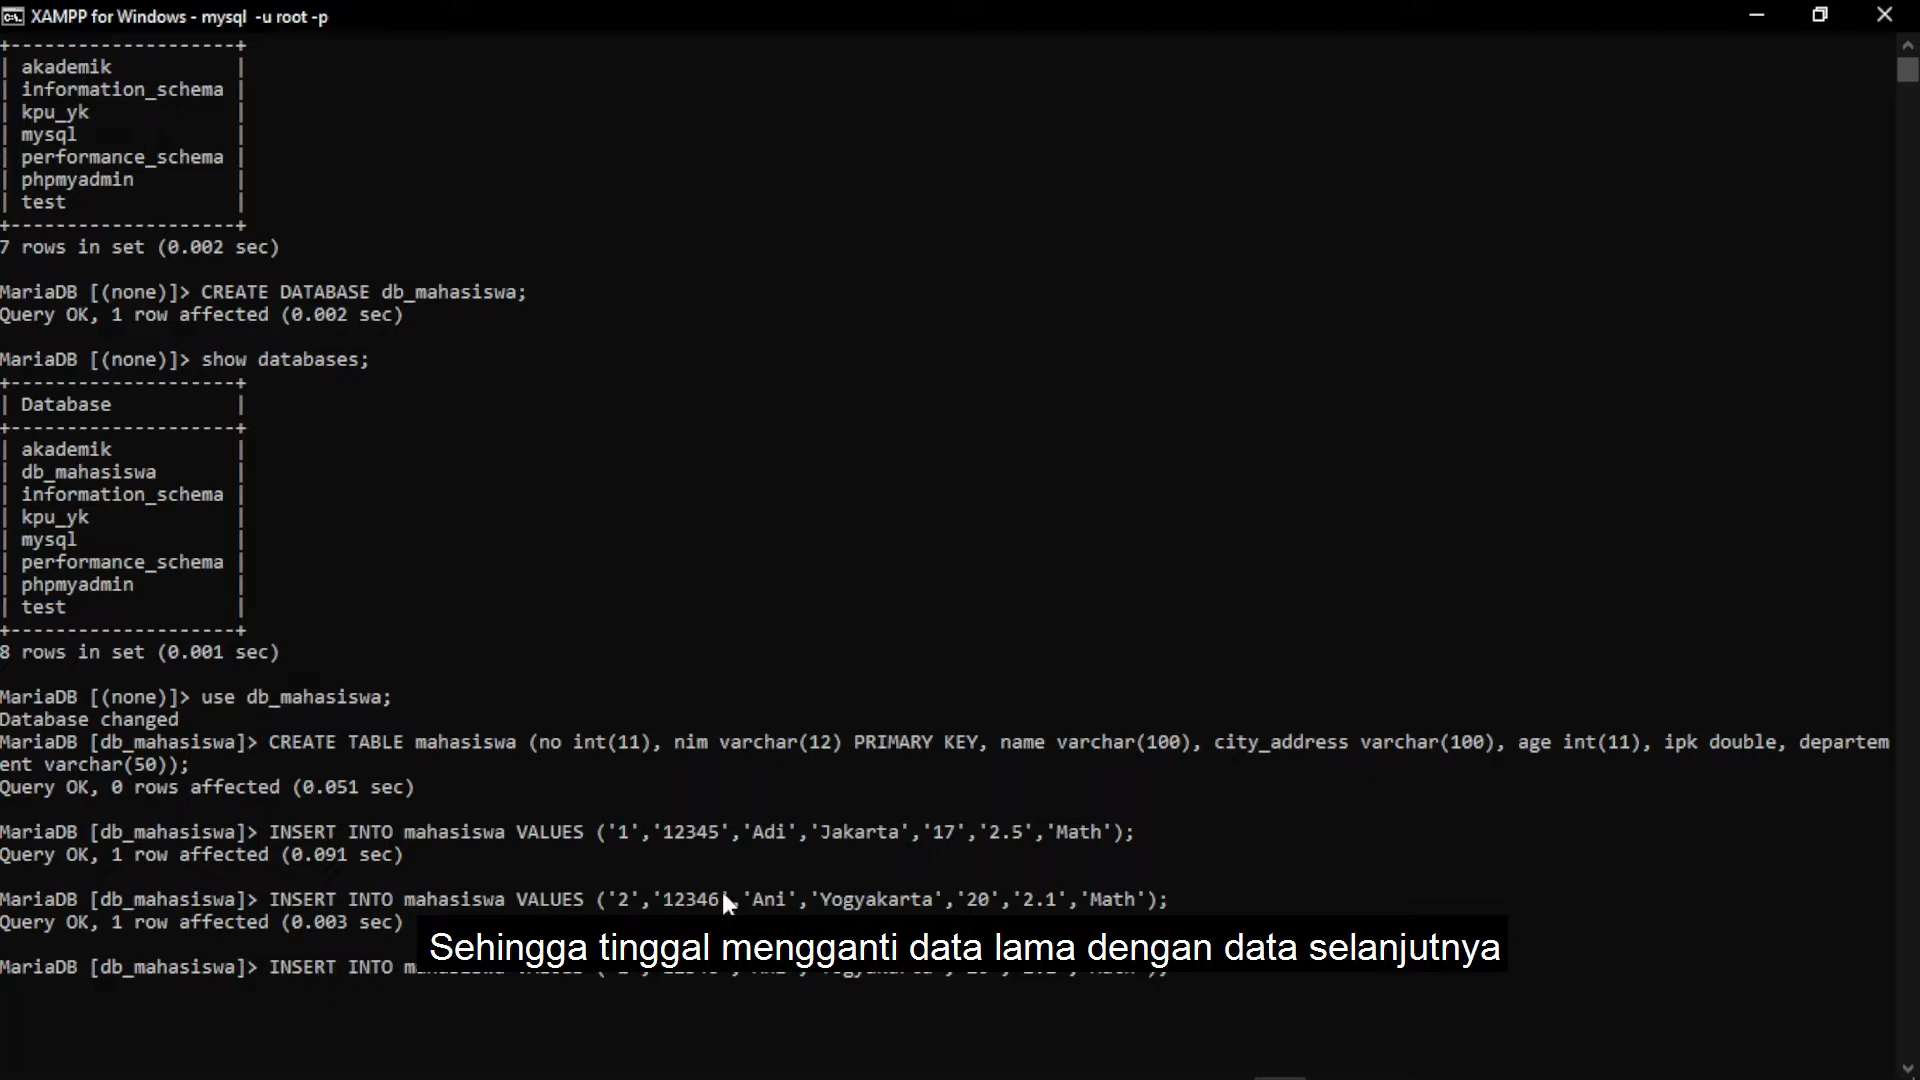 XAMPP for Windows - mysql -u root -p
+--------------------+
| akademik           |
| information_schema |
| kpu_yk             |
| mysql              |
| performance_schema |
| phpmyadmin         |
| test               |
+--------------------+
7 rows in set (0.002 sec)
MariaDB [(none)]> CREATE DATABASE db_mahasiswa;
Query OK, 1 row affected (0.002 sec)
MariaDB [(none)]> show databases;
+--------------------+
| Database           |
+--------------------+
| akademik           |
| db_mahasiswa       |
| information_schema |
| kpu_yk             |
| mysql              |
| performance_schema |
| phpmyadmin         |
| test               |
+--------------------+
8 rows in set (0.001 sec)
MariaDB [(none)]> use db_mahasiswa;
Database changed
MariaDB [db_mahasiswa]> CREATE TABLE mahasiswa (no int(11), nim varchar(12) PRIMARY KEY, name varchar(100), city_address varchar(100), age int(11), ipk double, departem
ent varchar(50));
Query OK, 0 rows affected (0.051 sec)
MariaDB [db_mahasiswa]> INSERT INTO mahasiswa VALUES ('1','12345','Adi','Jakarta','17','2.5','Math');
Query OK, 1 row affected (0.091 sec)
MariaDB [db_mahasiswa]> INSERT INTO mahasiswa VALUES ('2','12346','Ani','Yogyakarta','20','2.1','Math');
Query OK, 1 row affected (0.003 sec)
Sehingga tinggal mengganti data lama dengan data selanjutnya
MariaDB [db_mahasiswa]> INSERT INTO